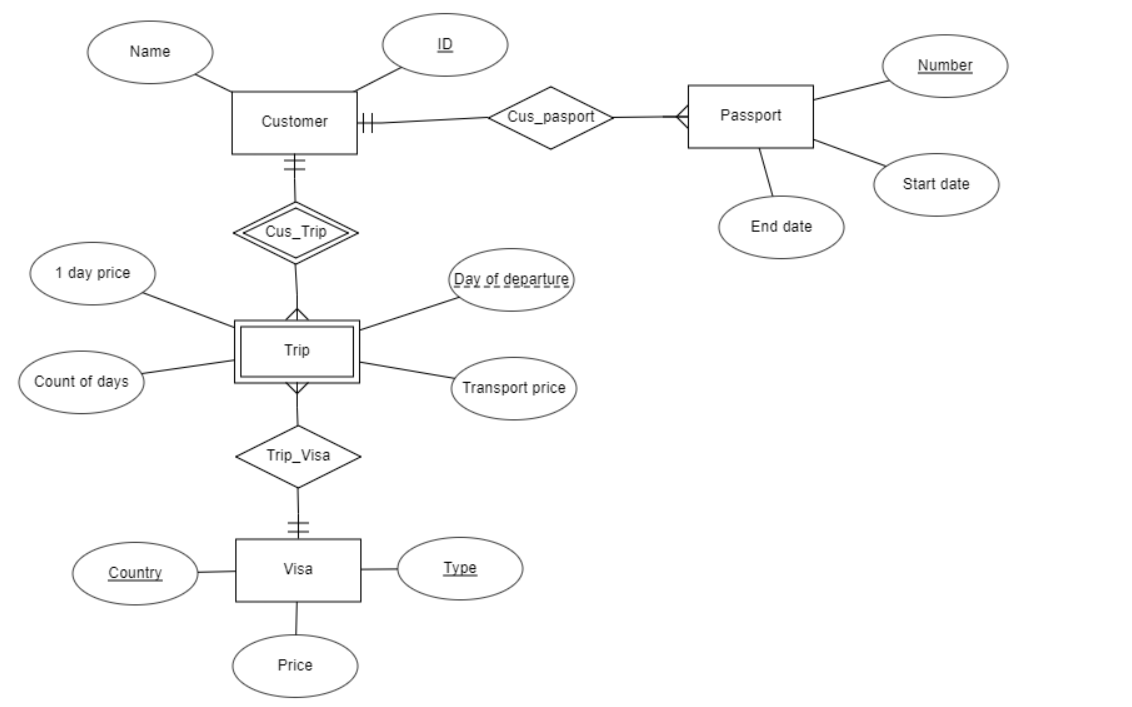 Name
ID
Number
Customer
Cus_pasport
Passport
Start date
End date
Cus_Trip
1 day price
Day of departure
Trip
Count of days
Transport price
Trip_Visa
Country
Visa
Type
Price